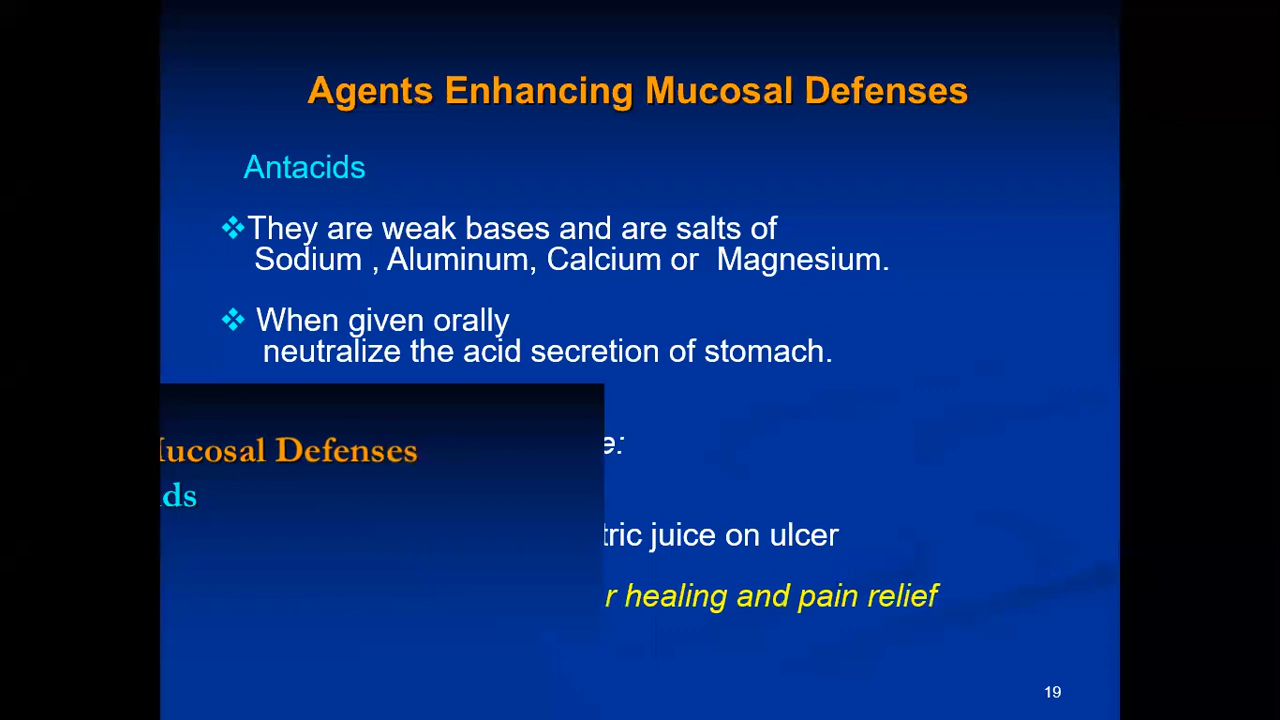 Agents Enhancing Mucosal Defenses
Antacids
❖They are weak bases and are salts of
Sodium , Aluminum, Calcium or Magnesium.
❖ When given orally
neutralize the acid secretion of stomach.
e:
Mucosal Defenses
ds
tric juice on ulcer
r healing and pain relief
19